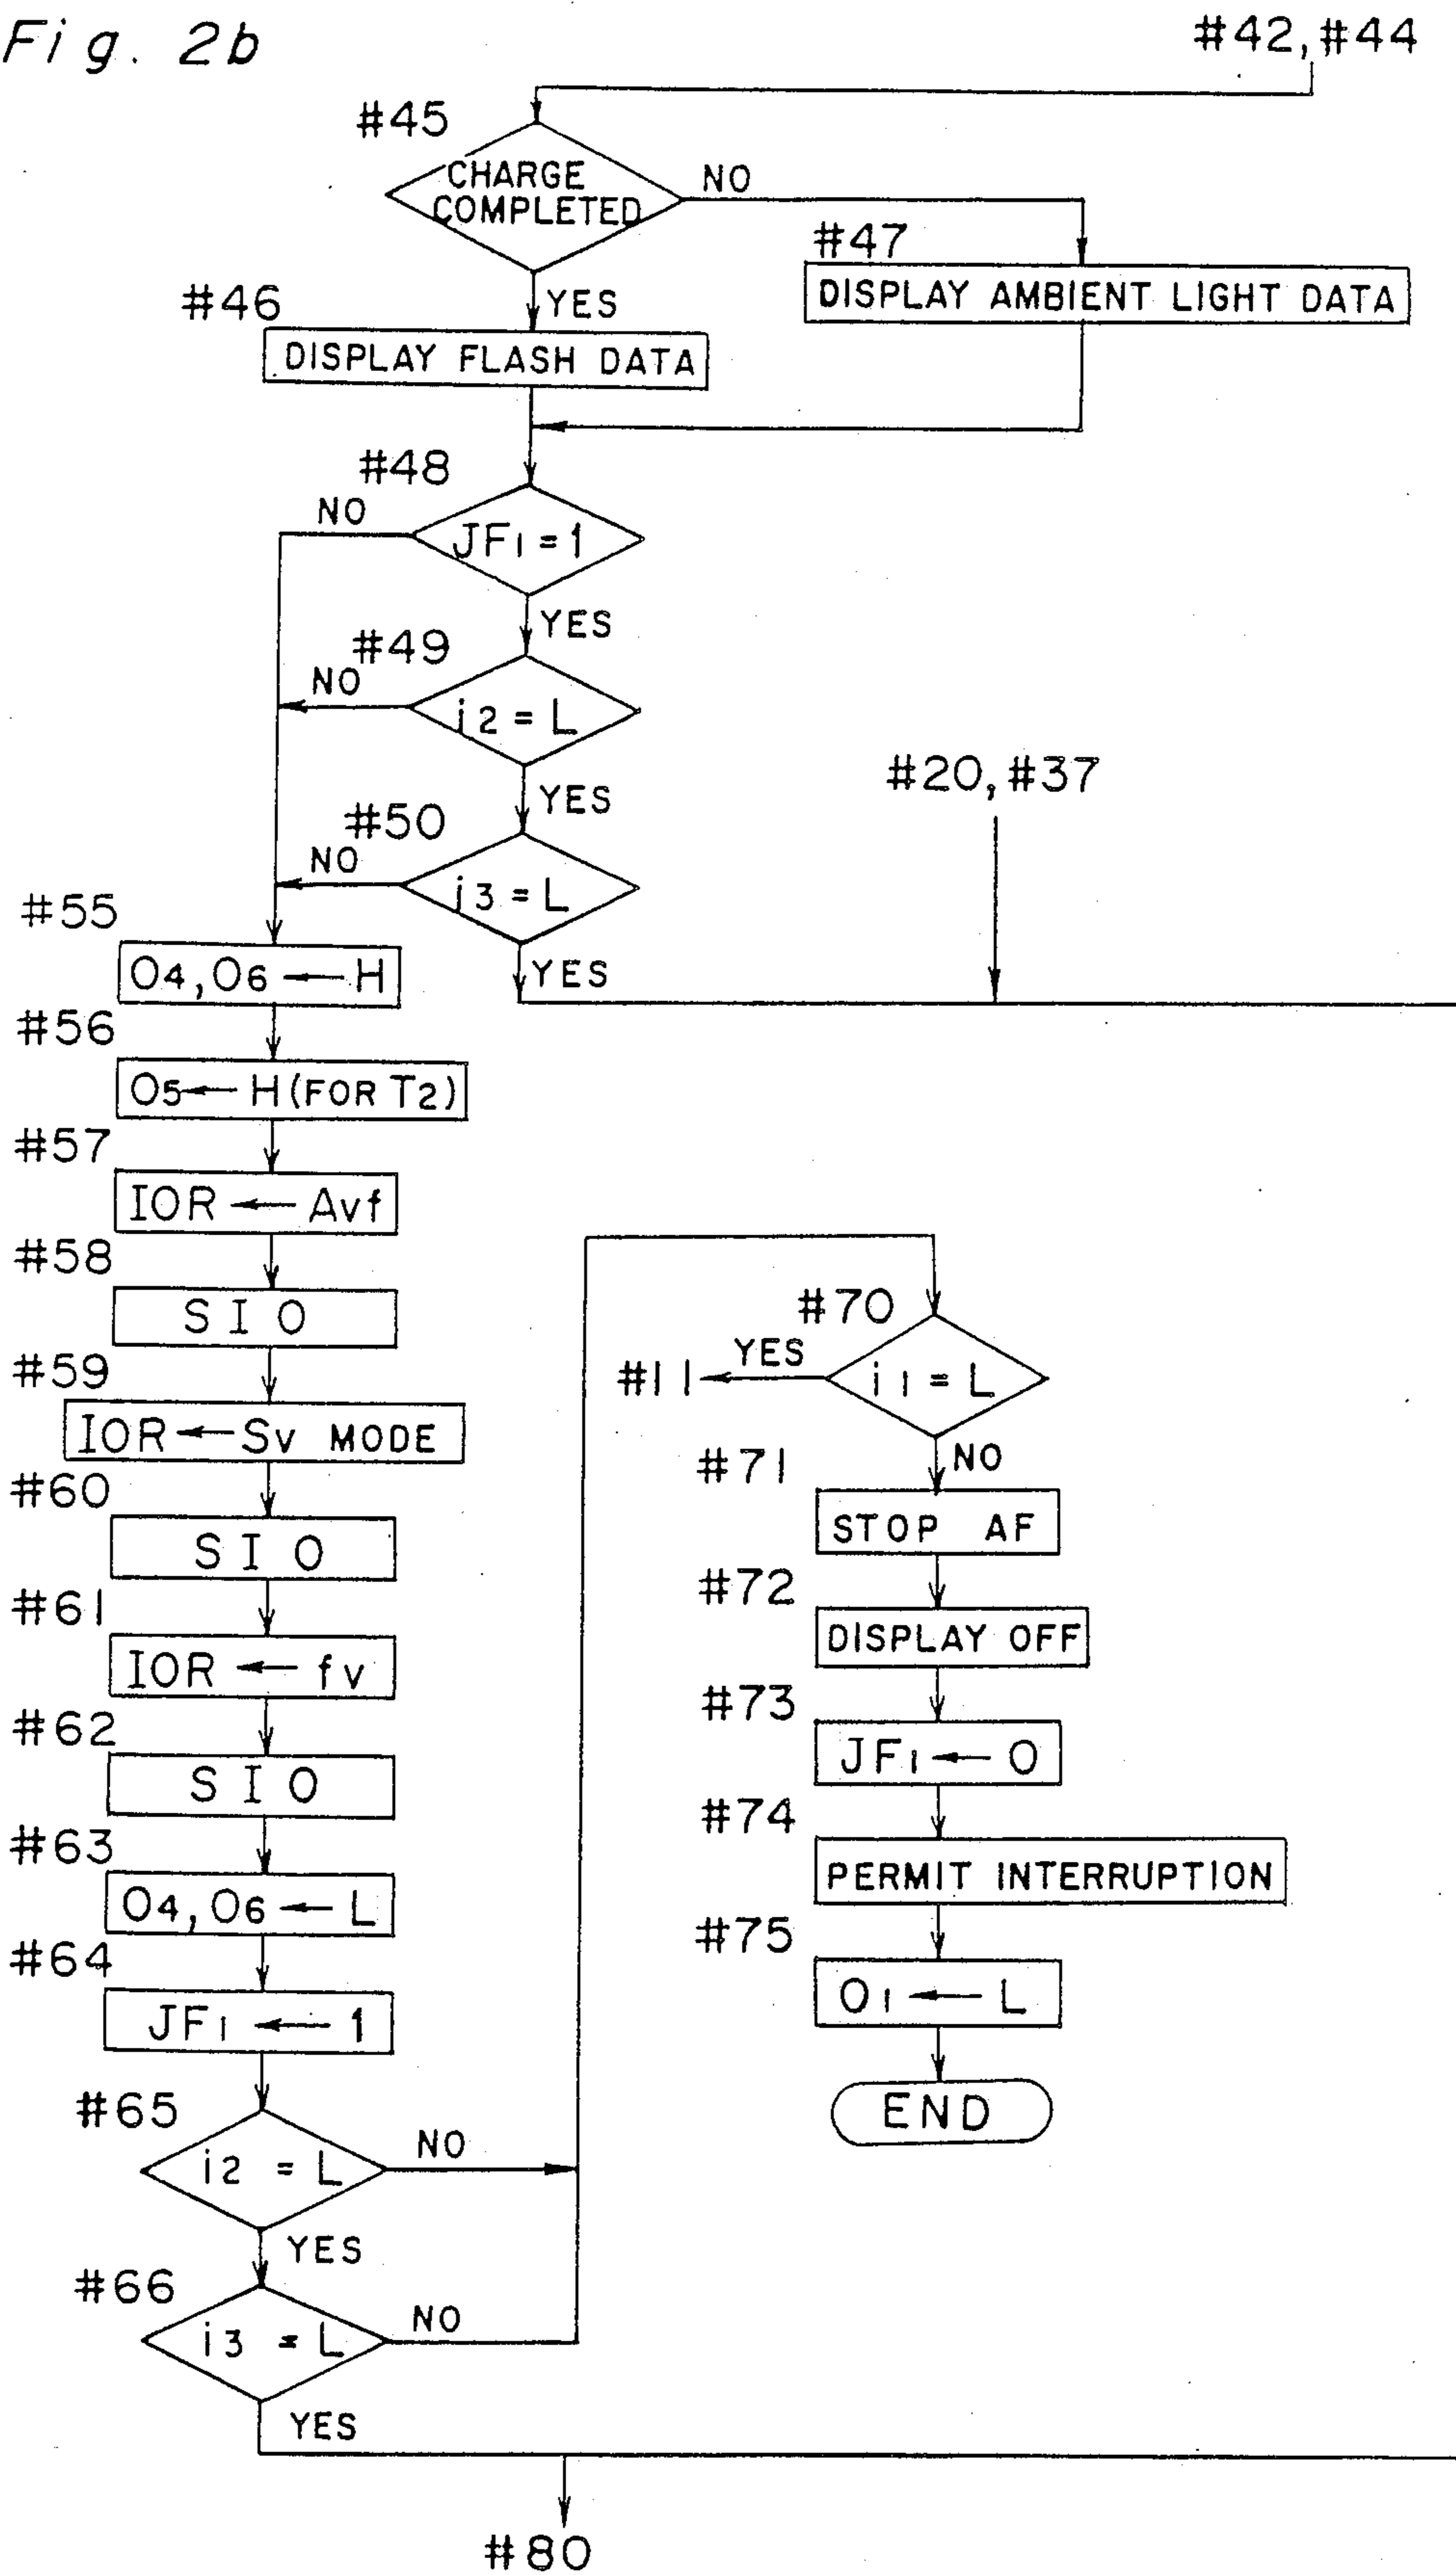 Fig. 2b
#42, #44
#45
CHARGE
COMPLETED
NO
#47
DISPLAY AMBIENT LIGHT DATA
YES
#46
DISPLAY FLASH DATA
#48
NO
JF1 = 1
YES
#49
NO
i2 = L
YES
#20, #37
#50
NO
i3 = L
YES
#55
O4, O6 ← H
#56
O5 ← H (FOR T2)
#57
IOR ← Avf
#58
SIO
#59
IOR ← Sv MODE
#60
SIO
#61
IOR ← fv
#62
SIO
#63
O4, O6 ← L
#64
JF1 ← 1
#65
i2 = L
NO
YES
#66
i3 = L
NO
YES
#80
#70
#11
YES
i1 = L
NO
#71
STOP AF
#72
DISPLAY OFF
#73
JF1 ← O
#74
PERMIT INTERRUPTION
#75
O1 ← L
END